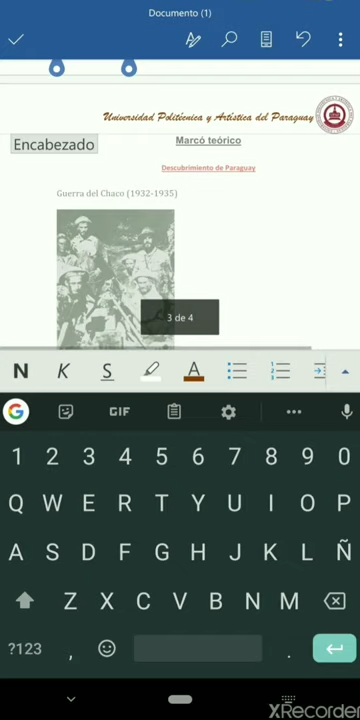 Documento (1)
Universidad Politécnica y Artística del Paraguay
Encabezado
Marcó teórico
Descubrimiento de Paraguay
Guerra del Chaco (1932-1935)
3 de 4
N K S A
G GIF
1 2 3 4 5 6 7 8 9 0
Q W E R T Y U I O P
A S D F G H J K L Ñ
Z X C V B N M
?123 , .
XRecorder